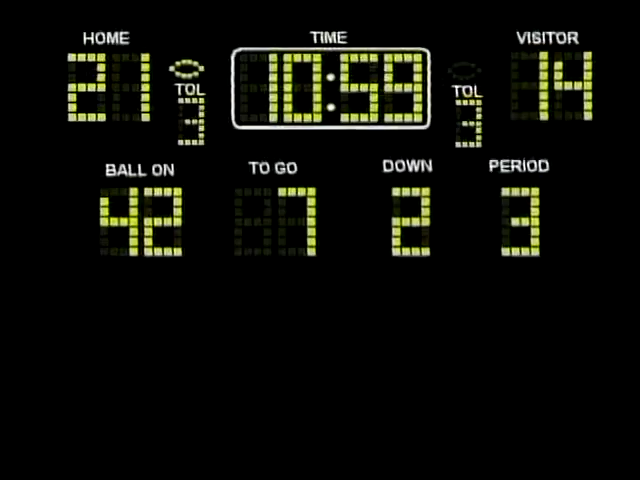 HOME TIME VISITOR
21 TOL 3 10:59 TOL 3 14
BALL ON TO GO DOWN PERIOD
42 7 2 3